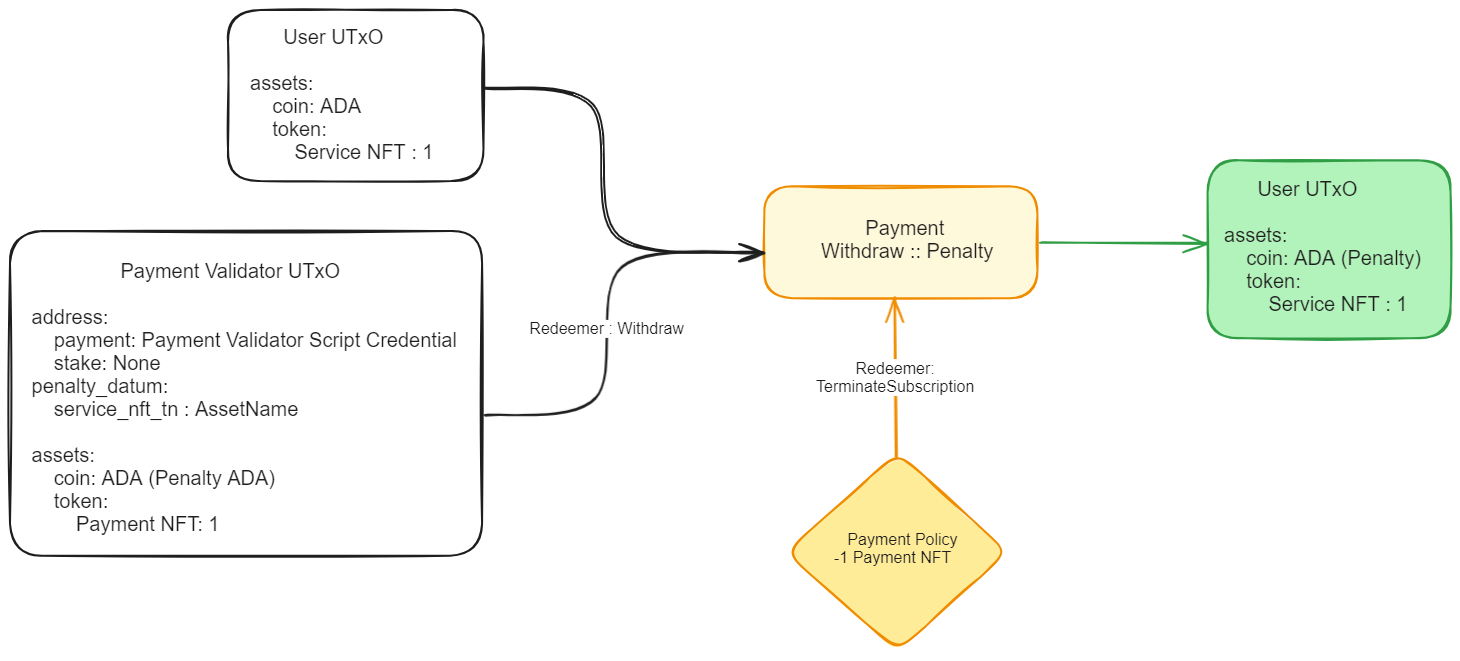 User UTxO
assets:
coin: ADA
token:
Service NFT : 1
Payment Validator UTxO
address:
payment: Payment Validator Script Credential
stake: None
penalty_datum:
service_nft_tn : AssetName
assets:
coin: ADA (Penalty ADA)
token:
Payment NFT: 1
Redeemer : Withdraw
Payment
Withdraw :: Penalty
Redeemer:
TerminateSubscription
Payment Policy
-1 Payment NFT
User UTxO
assets:
coin: ADA (Penalty)
token:
Service NFT : 1